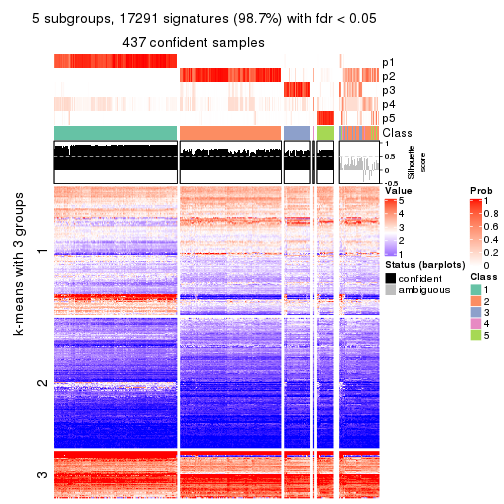 5 subgroups, 17291 signatures (98.7%) with fdr < 0.05
437 confident samples
p1
p2
p3
p4
p5
Class
1
0.5
0
-0.5
Silhouette
score
k-means with 3 groups
1
2
3
Value
5
4
3
2
1
Status (barplots)
confident
ambiguous
Prob
1
0.8
0.6
0.4
0.2
0
Class
1
2
3
4
5